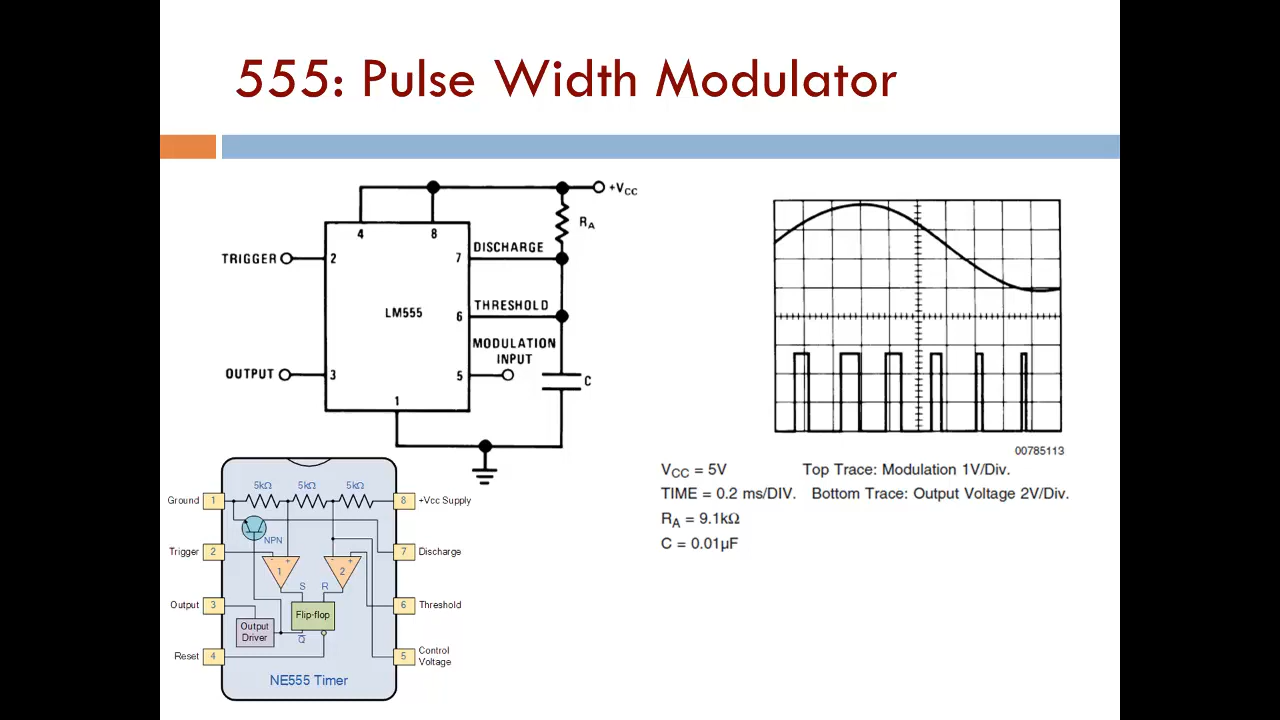 555: Pulse Width Modulator
+VCC
4
8
RA
DISCHARGE
7
TRIGGER
2
LM555
THRESHOLD
6
MODULATION
INPUT
OUTPUT
3
5
C
1
00785113
VCC = 5V
Top Trace: Modulation 1V/Div.
TIME = 0.2 ms/DIV.
Bottom Trace: Output Voltage 2V/Div.
RA = 9.1kΩ
C = 0.01µF
5kΩ 5kΩ 5kΩ
Ground 1
8 +Vcc Supply
NPN
Trigger 2
7 Discharge
- +
- +
1
2
S R
Output 3
6 Threshold
Flip-flop
Output
Driver
Q
Reset 4
5 Control
Voltage
NE555 Timer